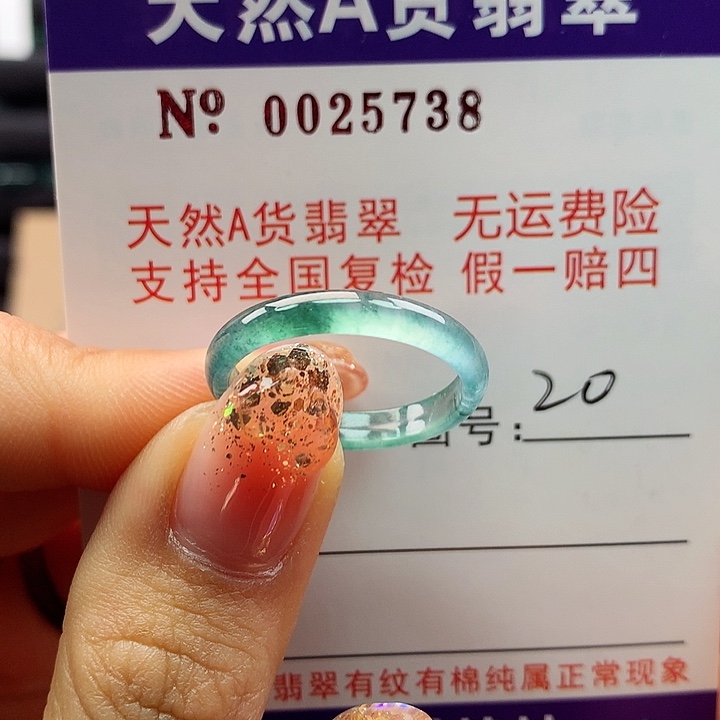 天然A货翡翠
Nº 0025738
天然A货翡翠 无运费险
支持全国复检 假一赔四
号: 20
翡翠有纹有棉纯属正常现象